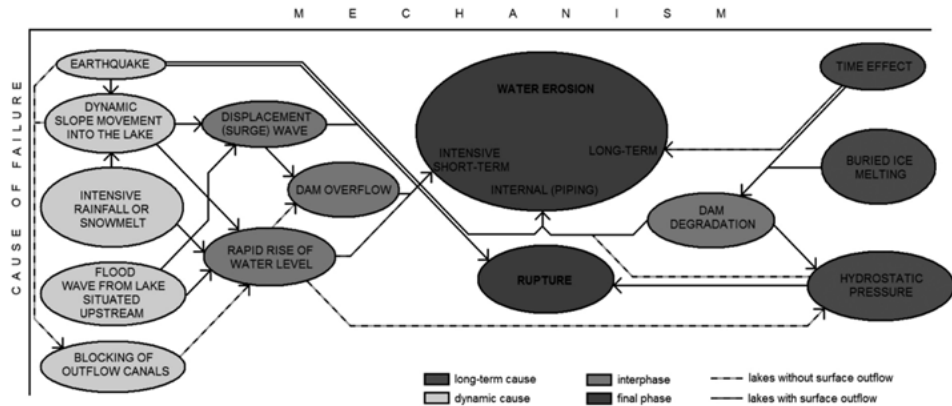 M E C H A N I S M
CAUSE OF FAILURE
EARTHQUAKE
DYNAMIC
SLOPE MOVEMENT
INTO THE LAKE
INTENSIVE
RAINFALL OR
SNOWMELT
FLOOD
WAVE FROM LAKE
SITUATED
UPSTREAM
BLOCKING OF
OUTFLOW CANALS
DISPLACEMENT
(SURGE) WAVE
DAM OVERFLOW
RAPID RISE OF
WATER LEVEL
WATER EROSION
INTENSIVE
SHORT-TERM
LONG-TERM
INTERNAL (PIPING)
RUPTURE
DAM
DEGRADATION
TIME EFFECT
BURIED ICE
MELTING
HYDROSTATIC
PRESSURE
long-term cause
dynamic cause
interphase
final phase
lakes without surface outflow
lakes with surface outflow